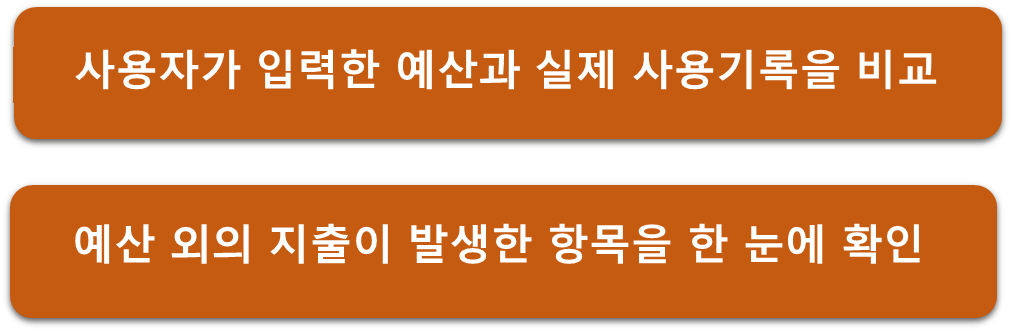 사용자가 입력한 예산과 실제 사용기록을 비교
예산 외의 지출이 발생한 항목을 한 눈에 확인